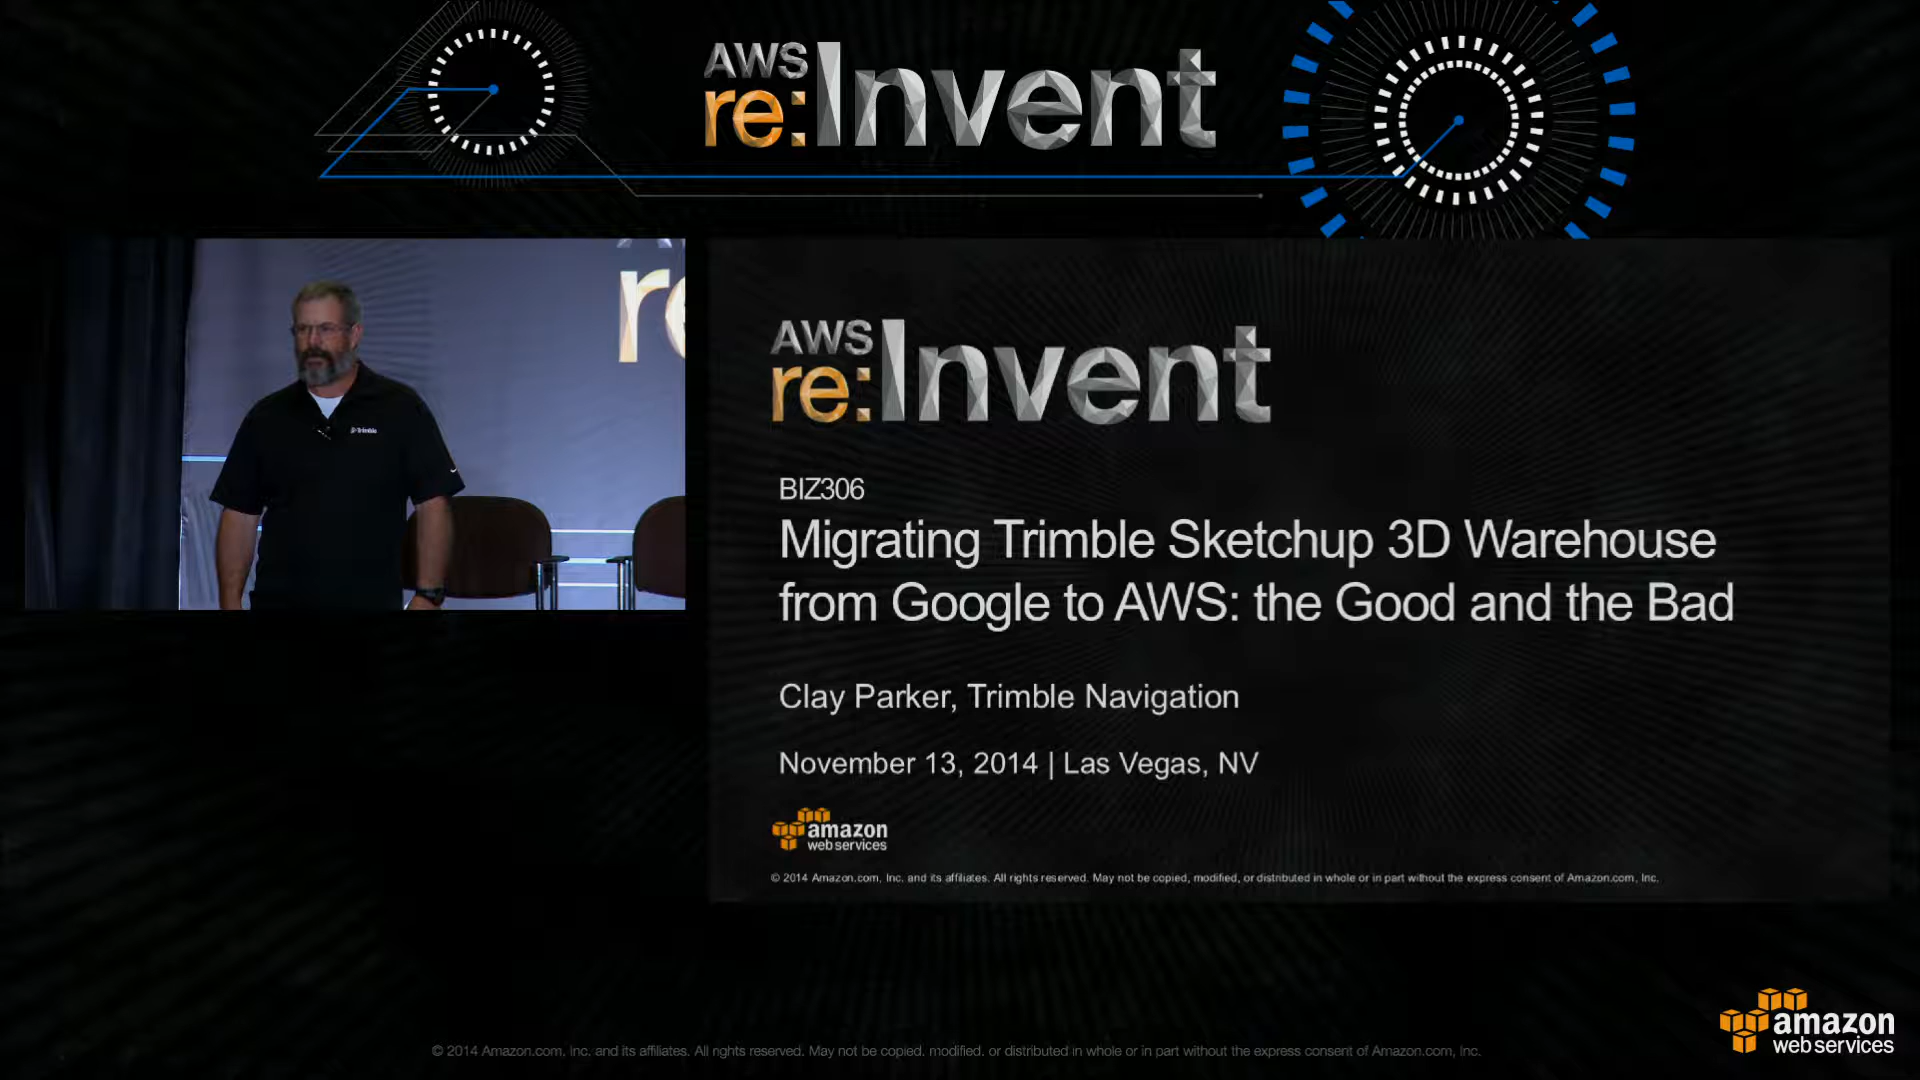 AWS
re:Invent
re
Trimble
AWS
re:Invent
BIZ306
Migrating Trimble Sketchup 3D Warehouse
from Google to AWS: the Good and the Bad
Clay Parker, Trimble Navigation
November 13, 2014 | Las Vegas, NV
amazon
web services
© 2014 Amazon.com, Inc. and its affiliates. All rights reserved. May not be copied, modified, or distributed in whole or in part without the express consent of Amazon.com, Inc.
amazon
web services
© 2014 Amazon.com, Inc. and its affiliates. All rights reserved. May not be copied, modified, or distributed in whole or in part without the express consent of Amazon.com, Inc.